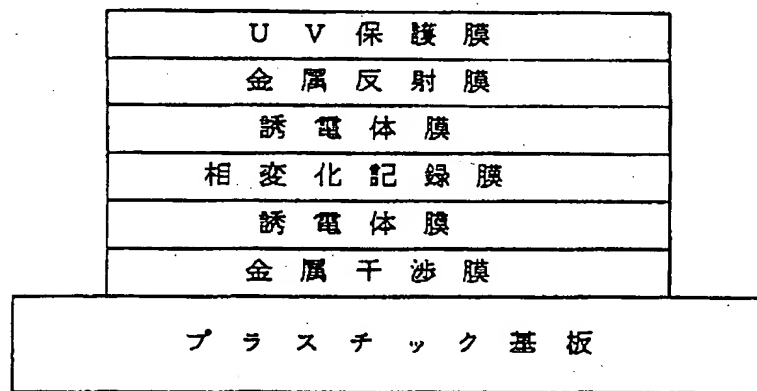 UV保護膜
金属反射膜
誘電体膜
相変化記録膜
誘電体膜
金属干渉膜
プラスチック基板